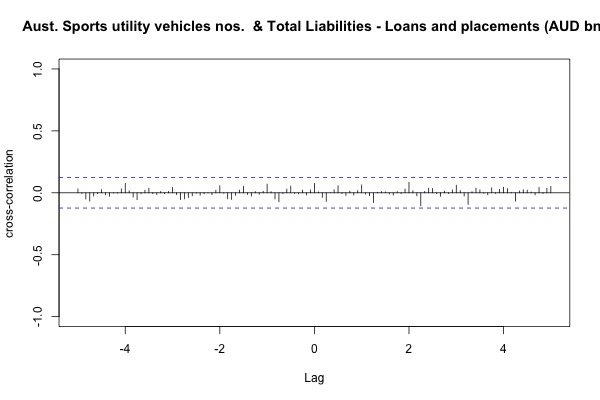 Aust. Sports utility vehicles nos. & Total Liabilities - Loans and placements (AUD bn
1.0
0.5
0.0
-0.5
-1.0
cross-correlation
-4 -2 0 2 4
Lag